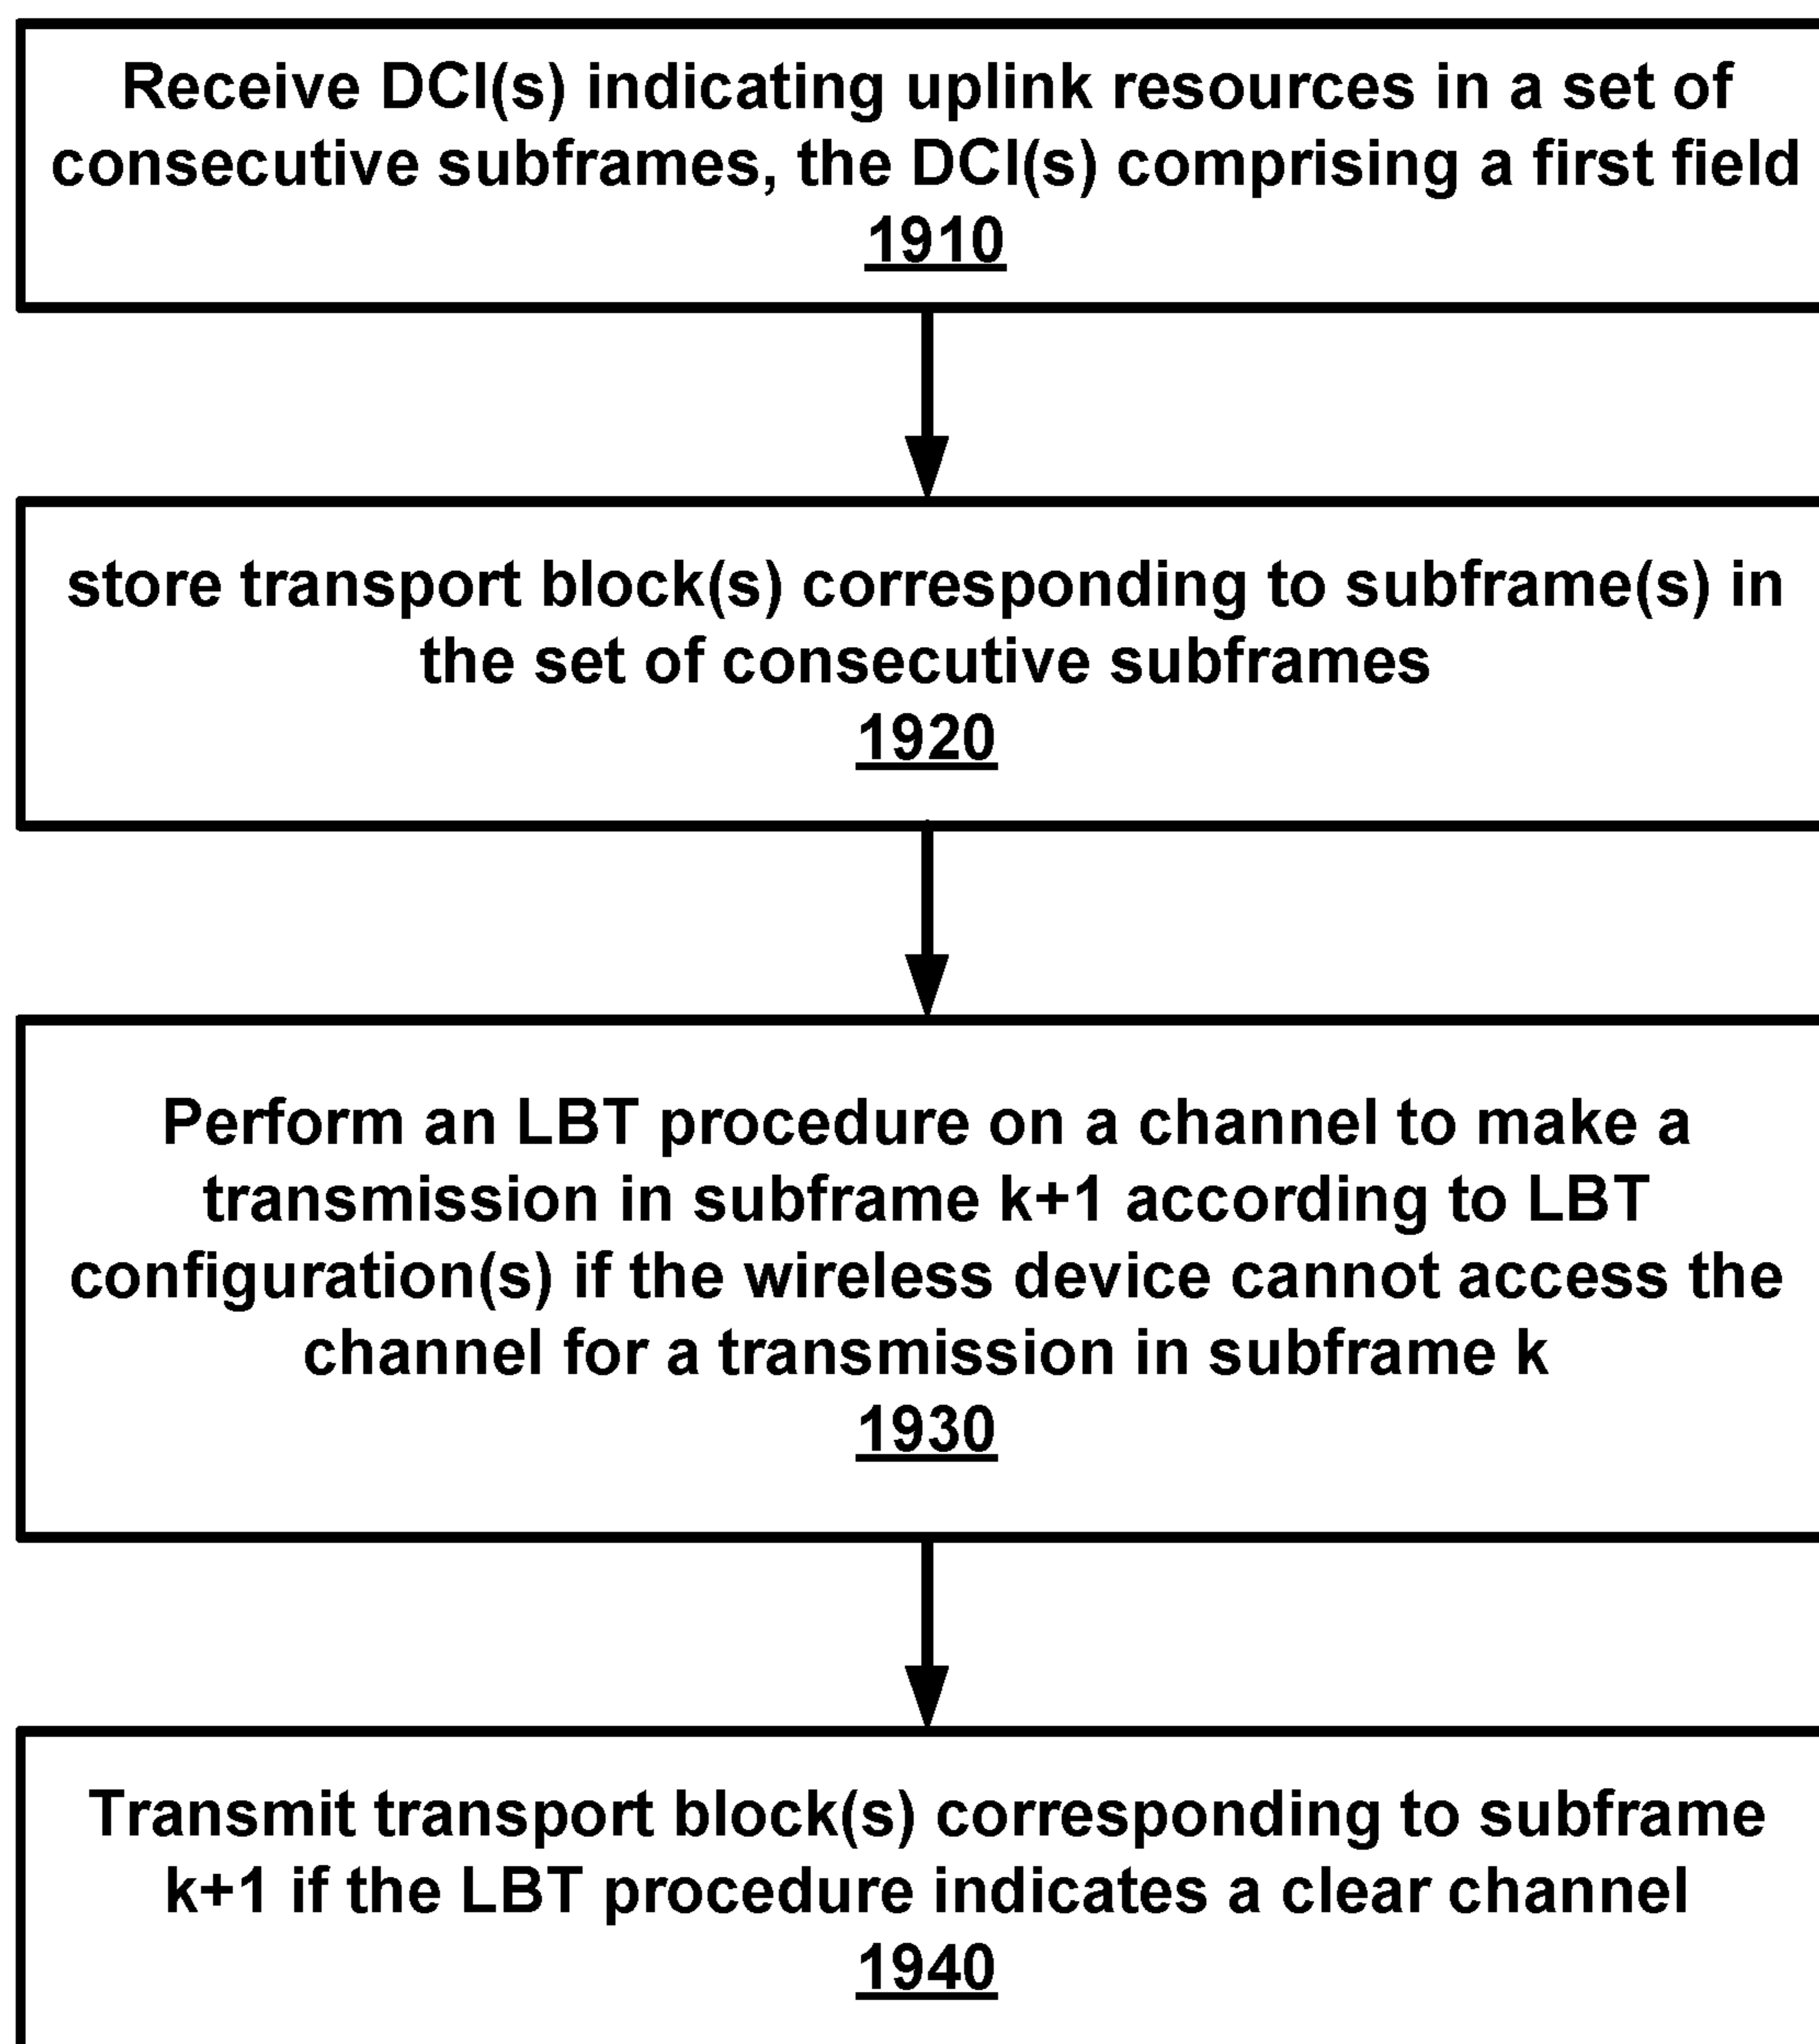 Receive DCI(s) indicating uplink resources in a set of
consecutive subframes, the DCI(s) comprising a first field
1910
store transport block(s) corresponding to subframe(s) in
the set of consecutive subframes
1920
Perform an LBT procedure on a channel to make a
transmission in subframe k+1 according to LBT
configuration(s) if the wireless device cannot access the
channel for a transmission in subframe k
1930
Transmit transport block(s) corresponding to subframe
k+1 if the LBT procedure indicates a clear channel
1940